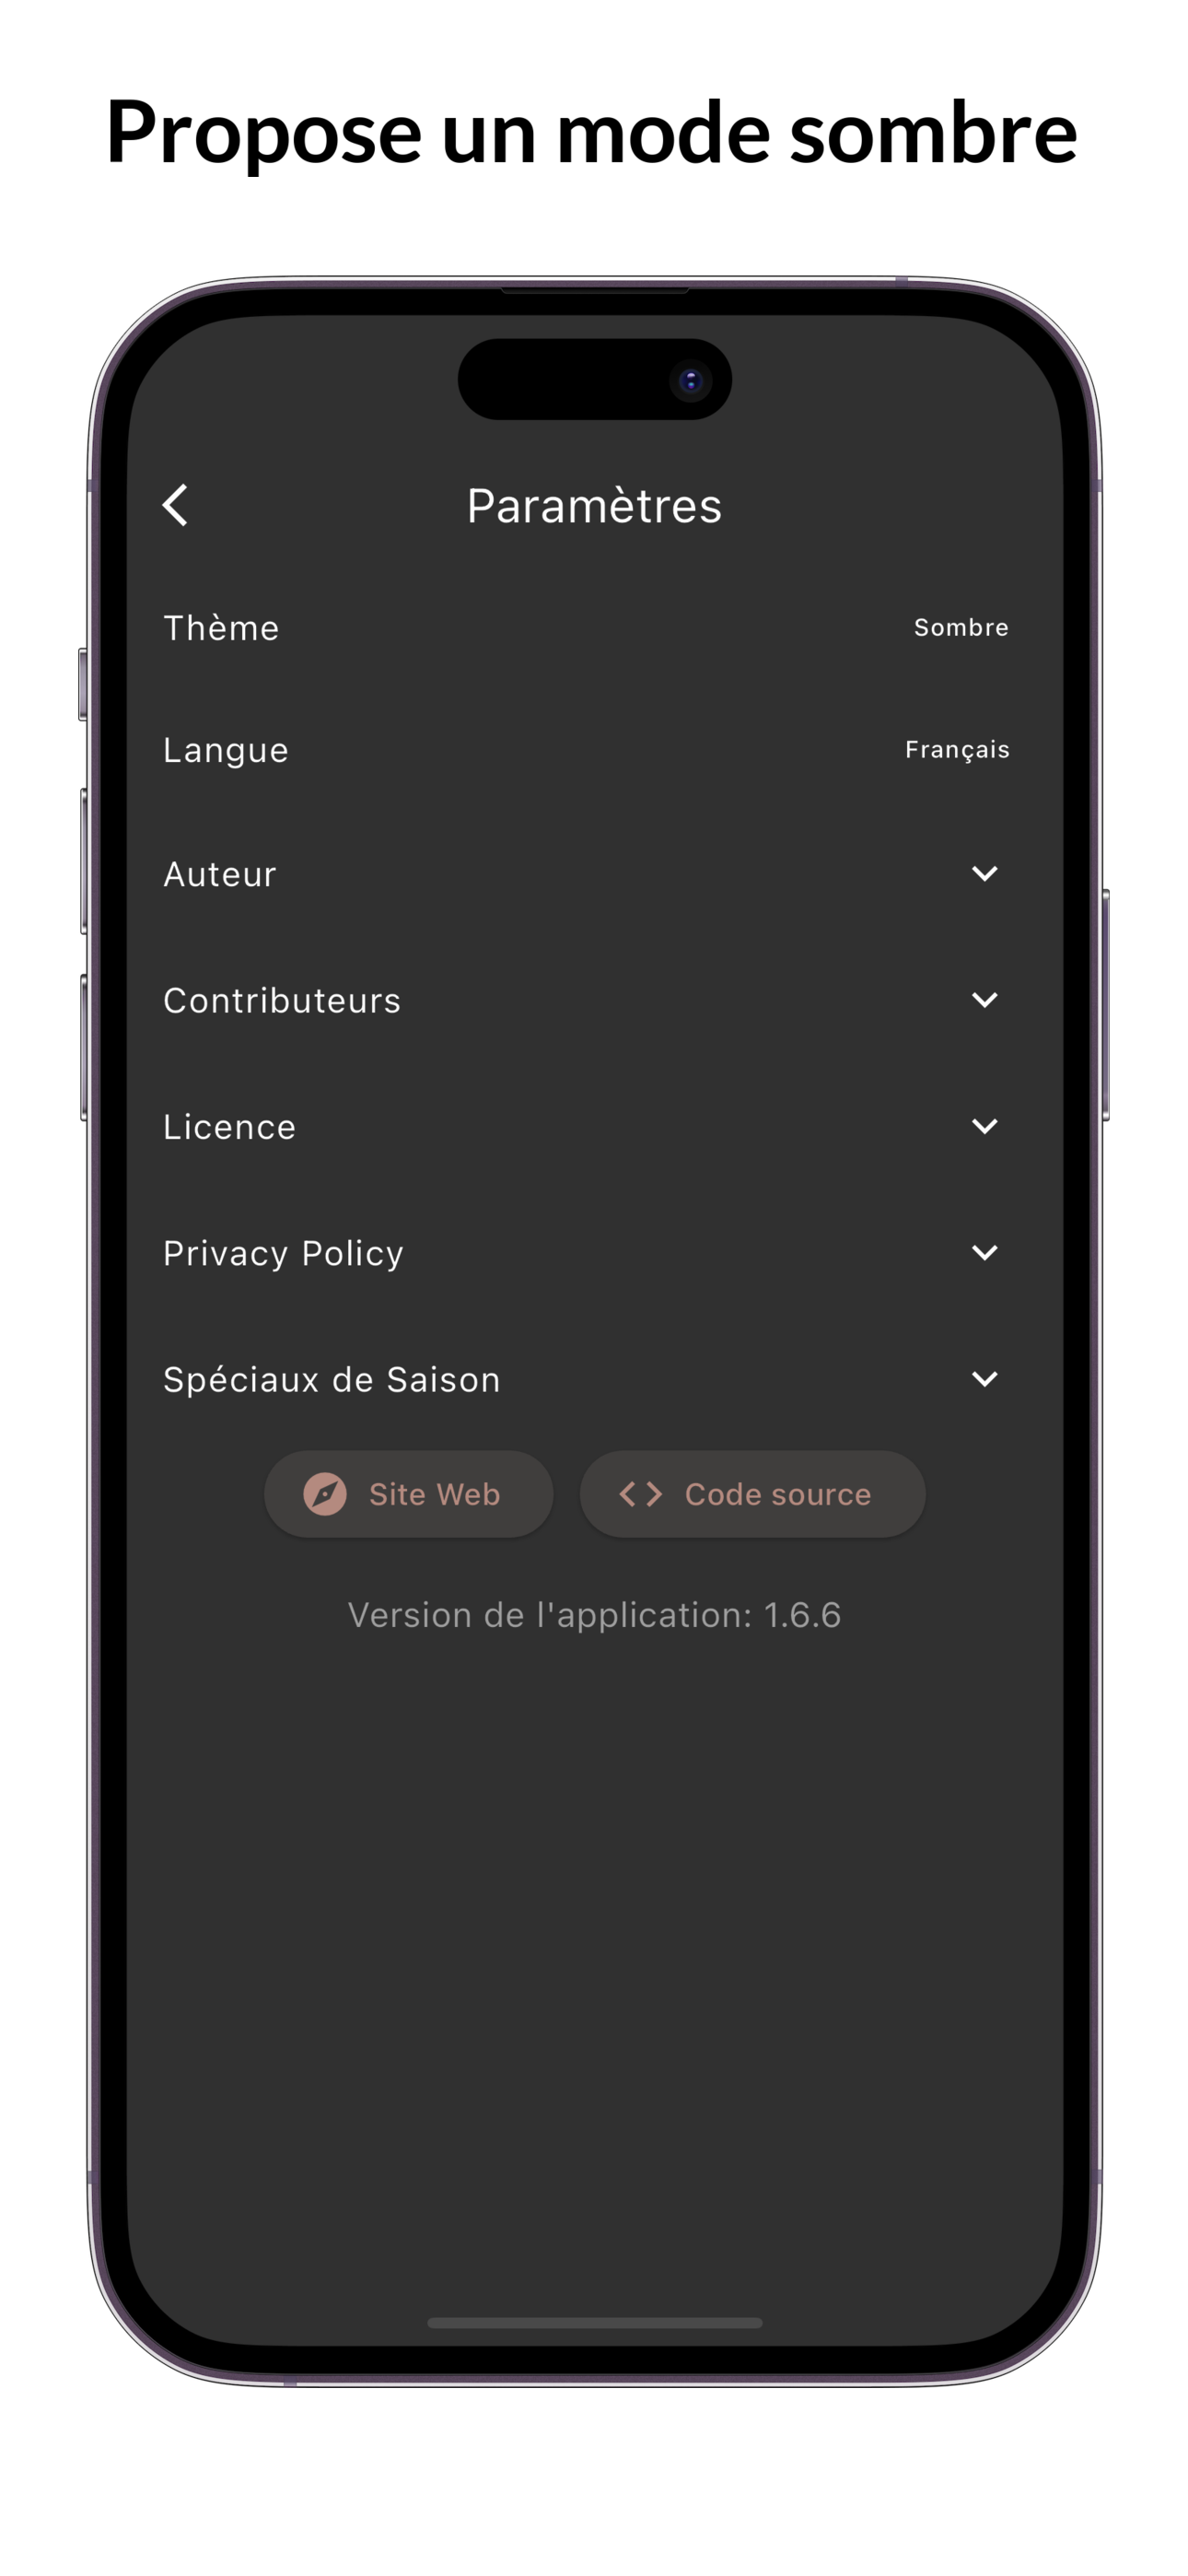 Propose un mode sombre
Paramètres
Thème
Sombre
Langue
Français
Auteur
Contributeurs
Licence
Privacy Policy
Spéciaux de Saison
Site Web
Code source
Version de l'application: 1.6.6